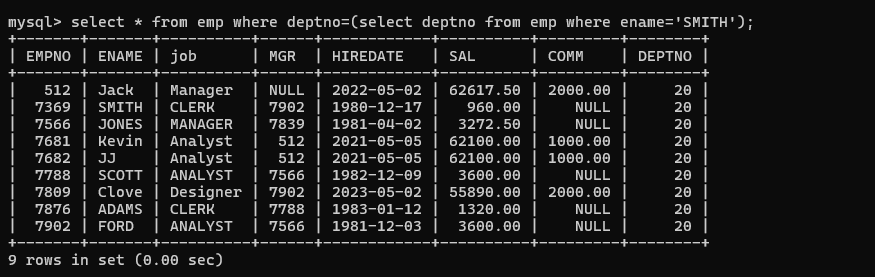 mysql> select * from emp where deptno=(select deptno from emp where ename='SMITH');
+-------+-------+----------+------+------------+----------+---------+--------+
| EMPNO | ENAME | job      | MGR  | HIREDATE   | SAL      | COMM    | DEPTNO |
+-------+-------+----------+------+------------+----------+---------+--------+
|   512 | Jack  | Manager  | NULL | 2022-05-02 | 62617.50 | 2000.00 |     20 |
|  7369 | SMITH | CLERK    | 7902 | 1980-12-17 |   960.00 |    NULL |     20 |
|  7566 | JONES | MANAGER  | 7839 | 1981-04-02 |  3272.50 |    NULL |     20 |
|  7681 | Kevin | Analyst  |  512 | 2021-05-05 | 62100.00 | 1000.00 |     20 |
|  7682 | JJ    | Analyst  |  512 | 2021-05-05 | 62100.00 | 1000.00 |     20 |
|  7788 | SCOTT | ANALYST  | 7566 | 1982-12-09 |  3600.00 |    NULL |     20 |
|  7809 | Clove | Designer | 7902 | 2023-05-02 | 55890.00 | 2000.00 |     20 |
|  7876 | ADAMS | CLERK    | 7788 | 1983-01-12 |  1320.00 |    NULL |     20 |
|  7902 | FORD  | ANALYST  | 7566 | 1981-12-03 |  3600.00 |    NULL |     20 |
+-------+-------+----------+------+------------+----------+---------+--------+
9 rows in set (0.00 sec)